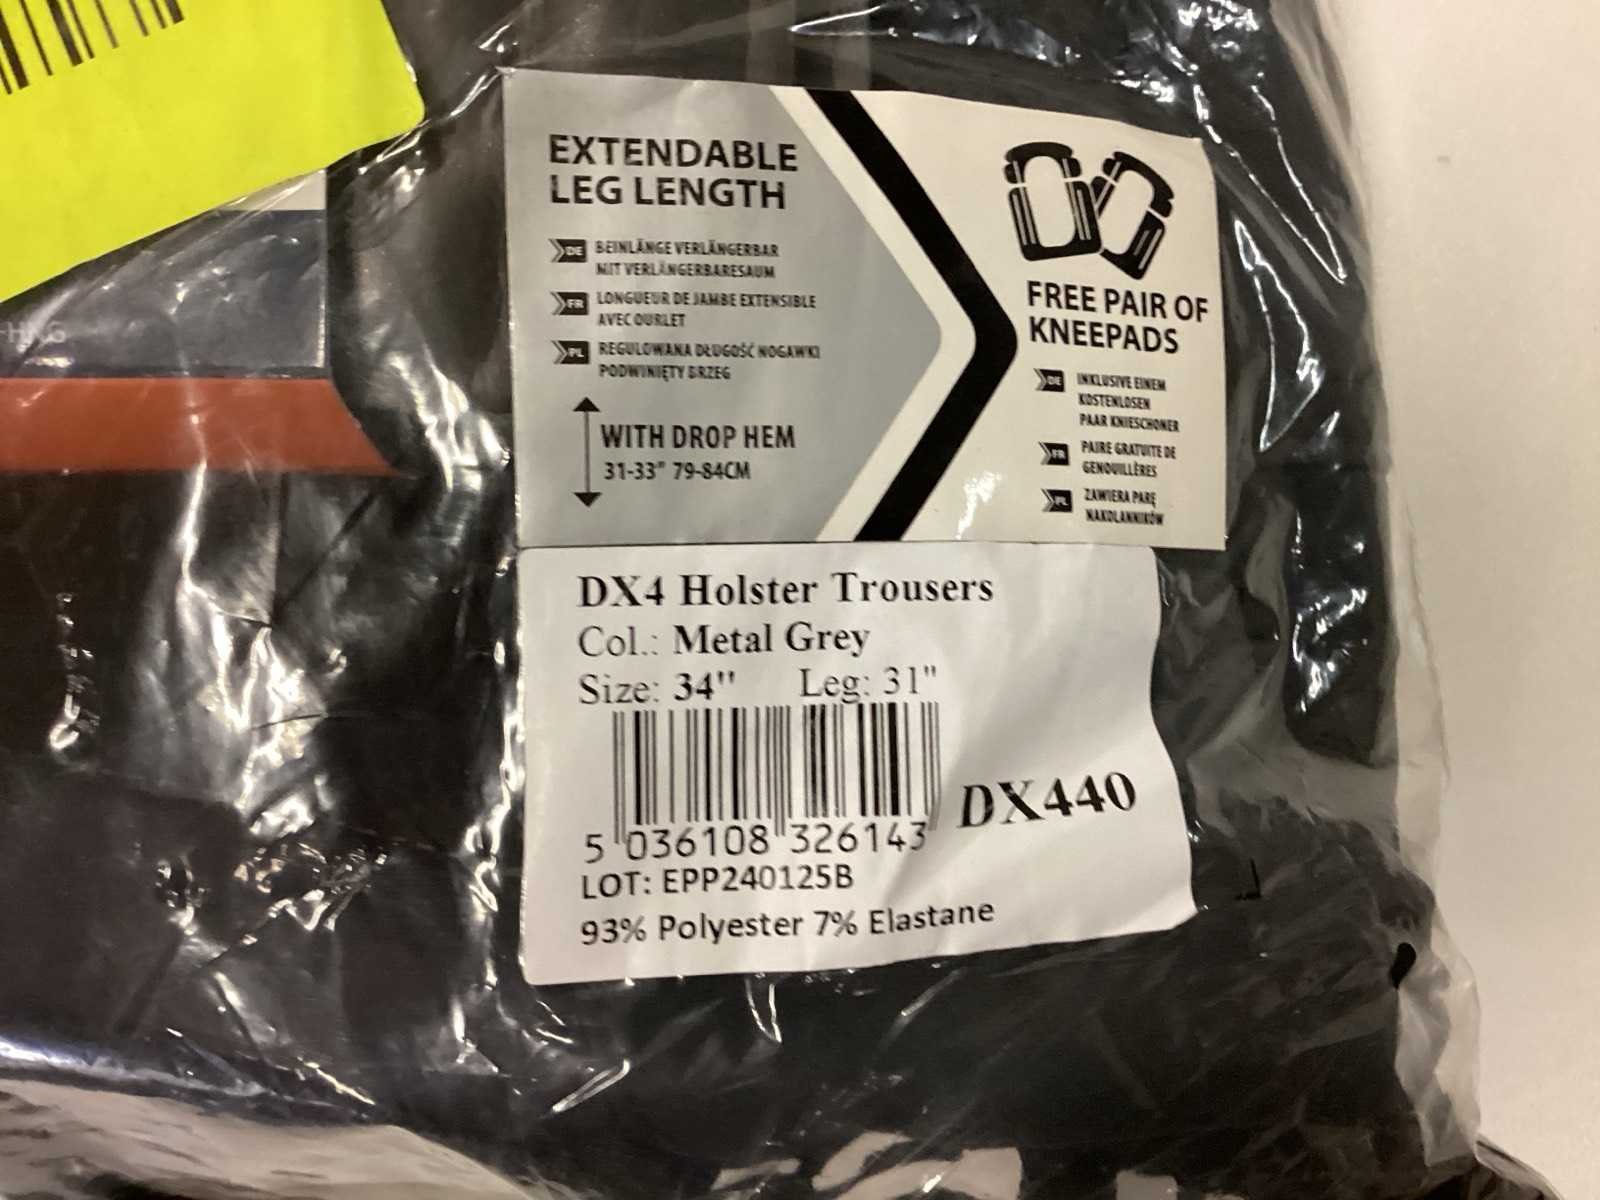 EXTENDABLE
LEG LENGTH
DE BEINLÄNGE VERLÄNGERBAR
MIT VERLÄNGERBARESAUM
FR LONGUEUR DE JAMBE EXTENSIBLE
AVEC OURLET
PL REGULOWANA DŁUGOŚĆ NOGAWKI
PODWINIĘTY BRZEG
WITH DROP HEM
31-33" 79-84CM
FREE PAIR OF
KNEEPADS
DE INKLUSIVE EINEM
KOSTENLOSEN
PAAR KNIESCHONER
FR PAIRE GRATUITE DE
GENOUILLÈRES
PL ZAWIERA PARĘ
NAKOLANNIKÓW
DX4 Holster Trousers
Col.: Metal Grey
Size: 34" Leg: 31"
5 036108 326143
DX440
LOT: EPP240125B
93% Polyester 7% Elastane